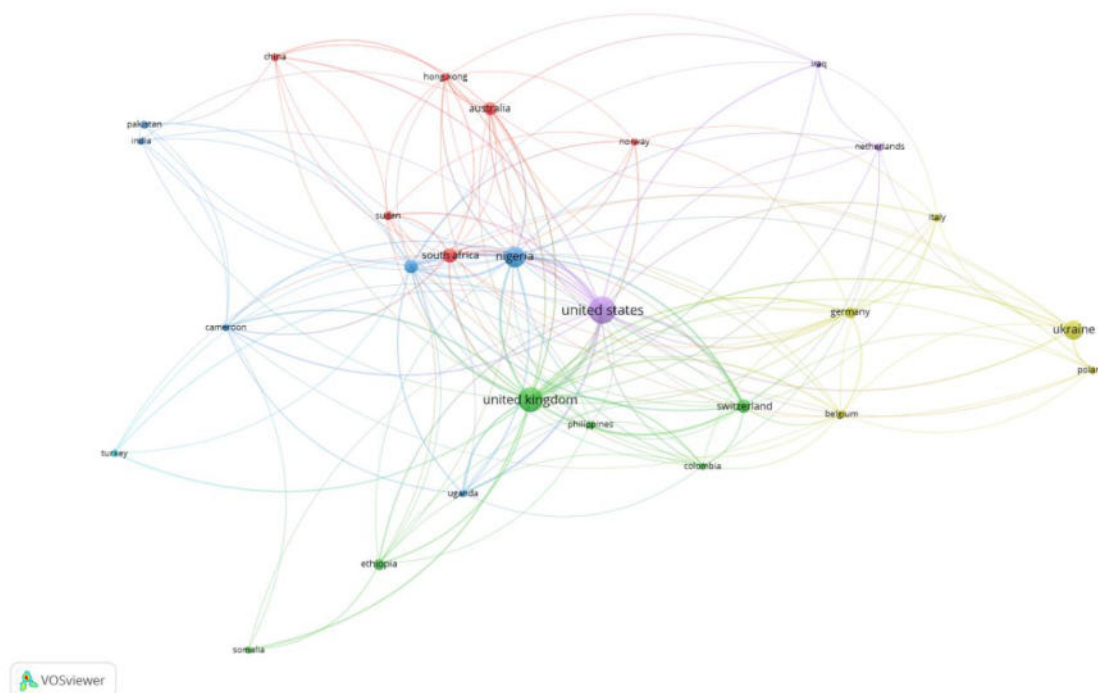 china
hong kong
iraq
australia
pakistan
india
norway
netherlands
sudan
italy
south africa
nigeria
united states
germany
cameroon
ukraine
united kingdom
switzerland
belgium
philippines
turkey
colombia
uganda
ethiopia
somalia
VOSviewer